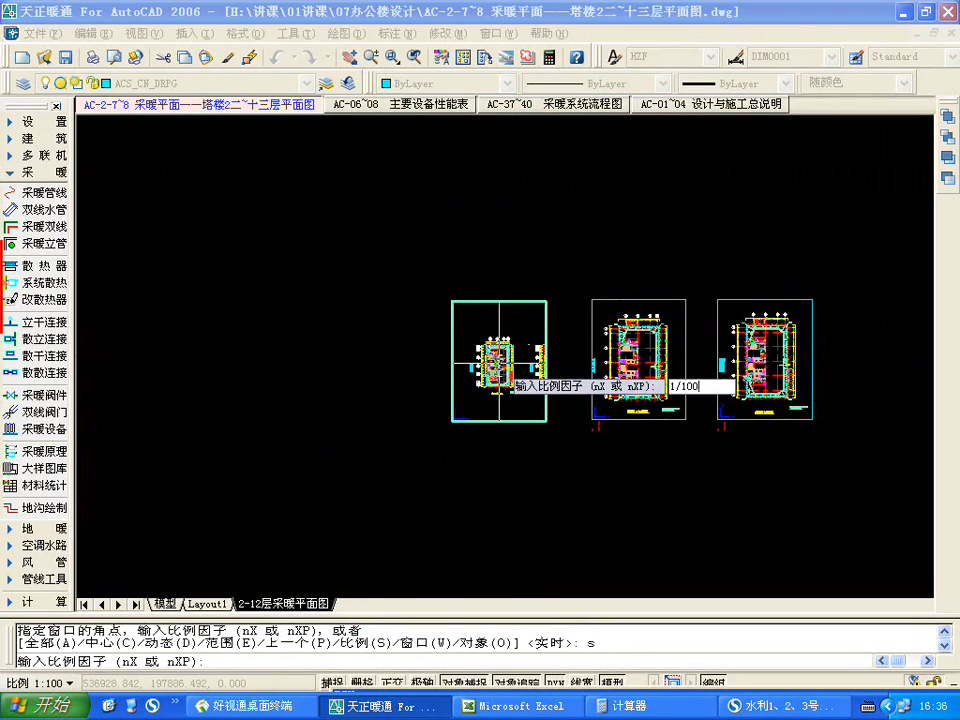 天正暖通 For AutoCAD 2006 - [H:\讲课\01讲课\07办公楼设计\AC-2-7~8 采暖平面——塔楼2二~十三层平面图.dwg]
文件(F) 编辑(E) 视图(V) 插入(I) 格式(O) 工具(T) 绘图(D) 标注(N) 修改(M) 窗口(W) 帮助(H)
HZF DIM0001 Standard
ACS_CN_DRPG ByLayer ByLayer ByLayer 随颜色
AC-2-7~8 采暖平面——塔楼2二~十三层平面图 AC-06~08 主要设备性能表 AC-37~40 采暖系统流程图 AC-01~04 设计与施工总说明
设 置
建 筑
多 联 机
采 暖
采暖管线
双线水管
采暖双线
采暖立管
散 热 器
系统散热
改散热器
立干连接
散立连接
散干连接
散散连接
采暖阀件
双线阀门
采暖设备
采暖原理
大样图库
材料统计
地沟绘制
地 暖
空调水路
风 管
管线工具
计 算
输入比例因子 (nX 或 nXP): 1/100
模型 Layout1 2-12层采暖平面图
指定窗口的角点，输入比例因子 (nX 或 nXP)，或者
[全部(A)/中心(C)/动态(D)/范围(E)/上一个(P)/比例(S)/窗口(W)/对象(O)] <实时>: s
输入比例因子 (nX 或 nXP):
比例 1:100 536928.842, 197886.492, 0.000 捕捉 栅格 正交 极轴 对象捕捉 对象追踪 DYN 线宽 模型 编组
开始 好视通桌面终端 天正暖通 For ... Microsoft Excel 计算器 水利1、2、3号... 16:36